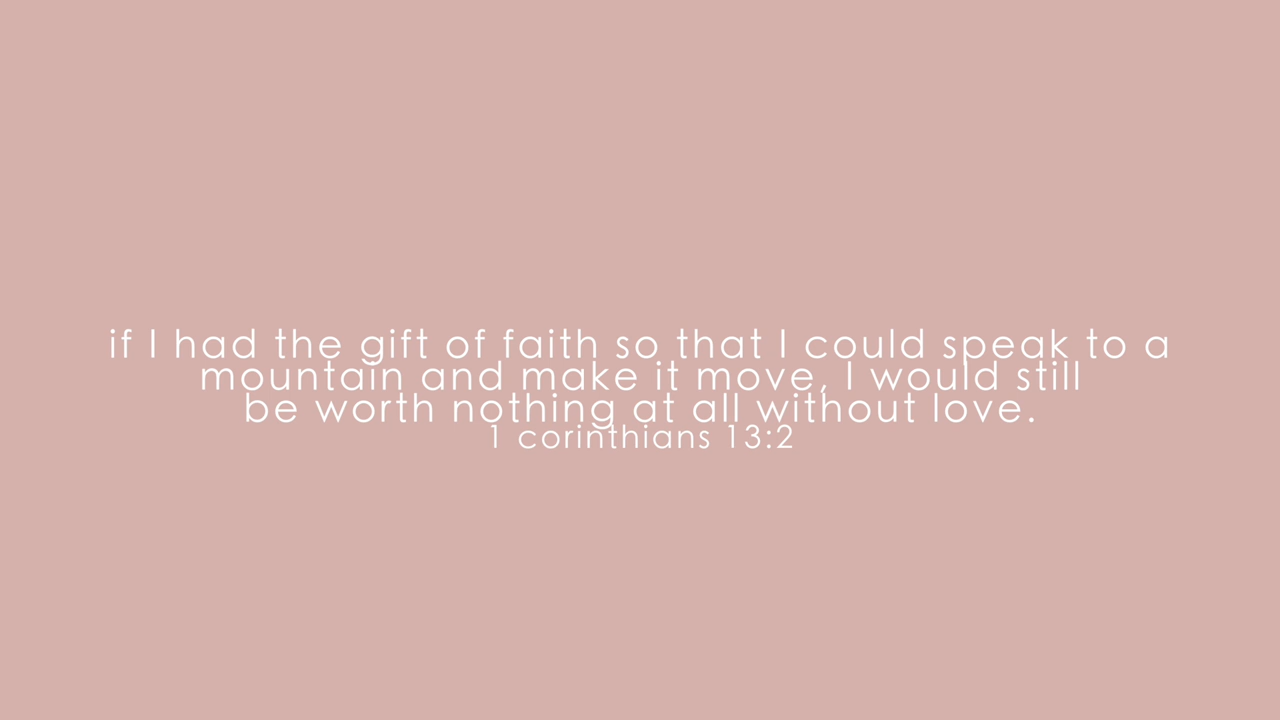 if I had the gift of faith so that I could speak to a
mountain and make it move, I would still
be worth nothing at all without love.
1 corinthians 13:2